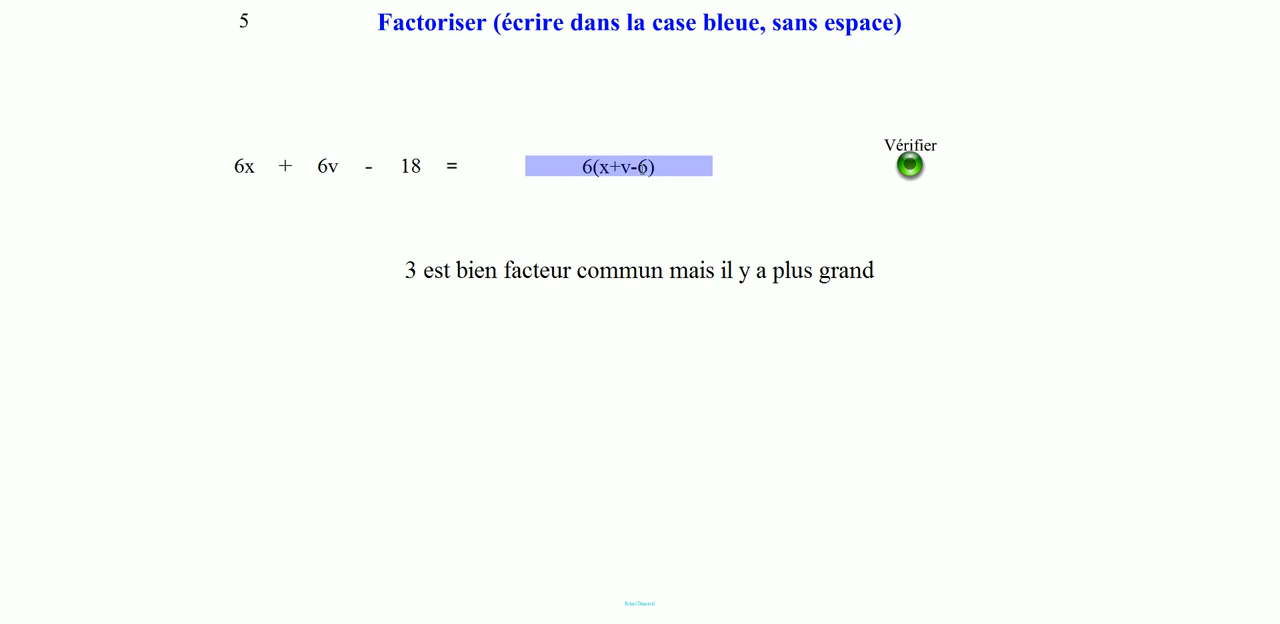 5 Factoriser (écrire dans la case bleue, sans espace)
Vérifier
6x + 6v - 18 = 6(x+v-6)
3 est bien facteur commun mais il y a plus grand